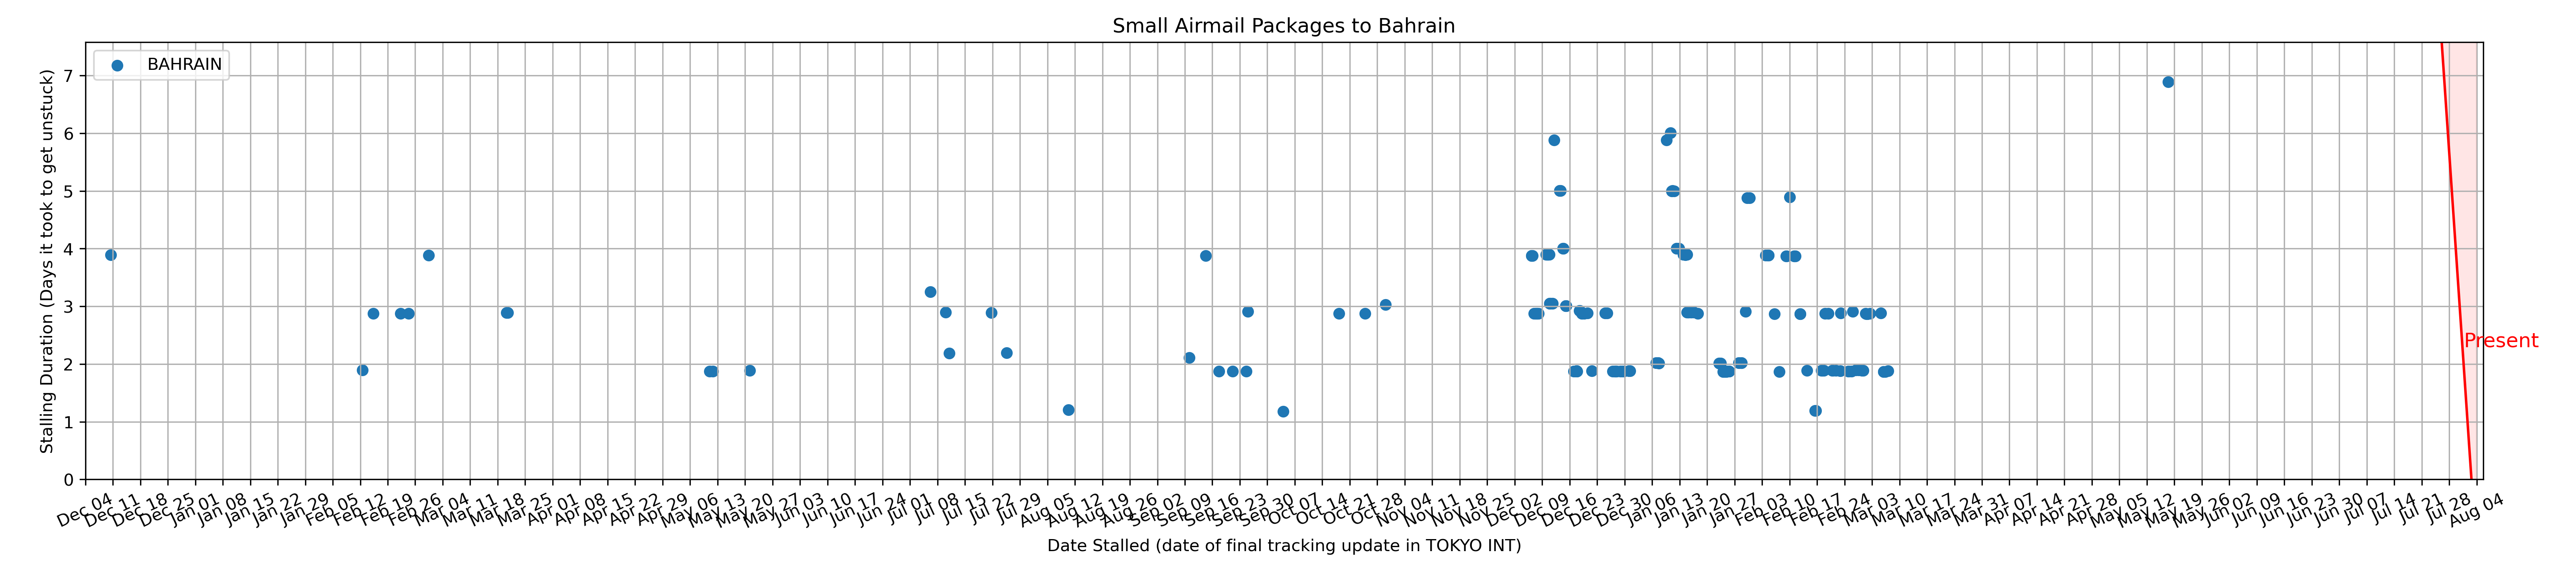 Small Airmail Packages to Bahrain
BAHRAIN
Stalling Duration (Days it took to get unstuck)
7
6
5
4
3
2
1
0
Present
Dec 04
Dec 11
Dec 18
Dec 25
Jan 01
Jan 08
Jan 15
Jan 22
Jan 29
Feb 05
Feb 12
Feb 19
Feb 26
Mar 04
Mar 11
Mar 18
Mar 25
Apr 01
Apr 08
Apr 15
Apr 22
Apr 29
May 06
May 13
May 20
May 27
Jun 03
Jun 10
Jun 17
Jun 24
Jul 01
Jul 08
Jul 15
Jul 22
Jul 29
Aug 05
Aug 12
Aug 19
Aug 26
Sep 02
Sep 09
Sep 16
Sep 23
Sep 30
Oct 07
Oct 14
Oct 21
Oct 28
Nov 04
Nov 11
Nov 18
Nov 25
Dec 02
Dec 09
Dec 16
Dec 23
Dec 30
Jan 06
Jan 13
Jan 20
Jan 27
Feb 03
Feb 10
Feb 17
Feb 24
Mar 03
Mar 10
Mar 17
Mar 24
Mar 31
Apr 07
Apr 14
Apr 21
Apr 28
May 05
May 12
May 19
May 26
Jun 02
Jun 09
Jun 16
Jun 23
Jun 30
Jul 07
Jul 14
Jul 21
Jul 28
Aug 04
Date Stalled (date of final tracking update in TOKYO INT)